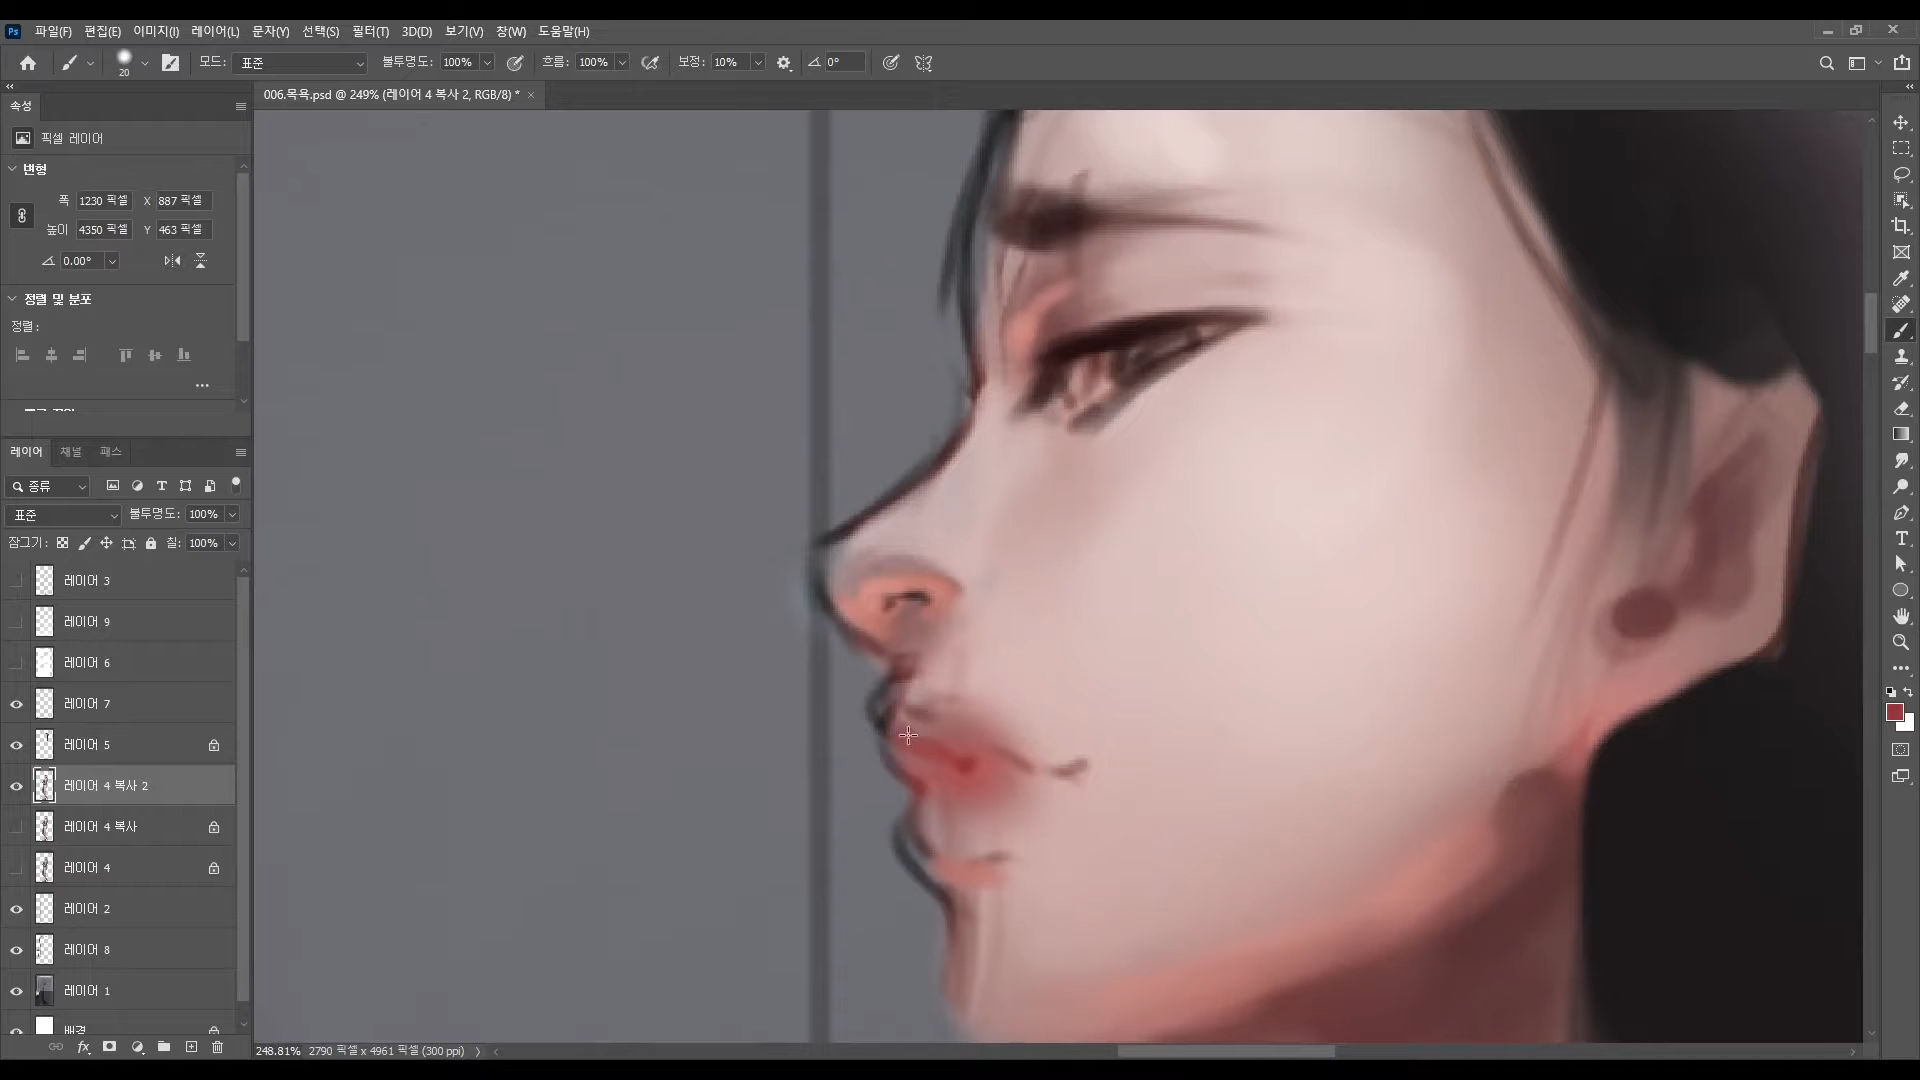 Ps 파일(F) 편집(E) 이미지(I) 레이어(L) 문자(Y) 선택(S) 필터(T) 3D(D) 보기(V) 창(W) 도움말(H)
20 모드: 표준 불투명도: 100% 흐름: 100% 보정: 10% 0°
006.목욕.psd @ 249% (레이어 4 복사 2, RGB/8) *
속성
픽셀 레이어
변형
폭 1230 픽셀 X 887 픽셀
높이 4350 픽셀 Y 463 픽셀
0.00°
정렬 및 분포
정렬:
레이어 채널 패스
종류
표준 불투명도: 100%
잠그기: 칠: 100%
레이어 3
레이어 9
레이어 6
레이어 7
레이어 5
레이어 4 복사 2
레이어 4 복사
레이어 4
레이어 2
레이어 8
레이어 1
배경
fx
248.81% 2790 픽셀 x 4961 픽셀 (300 ppi)